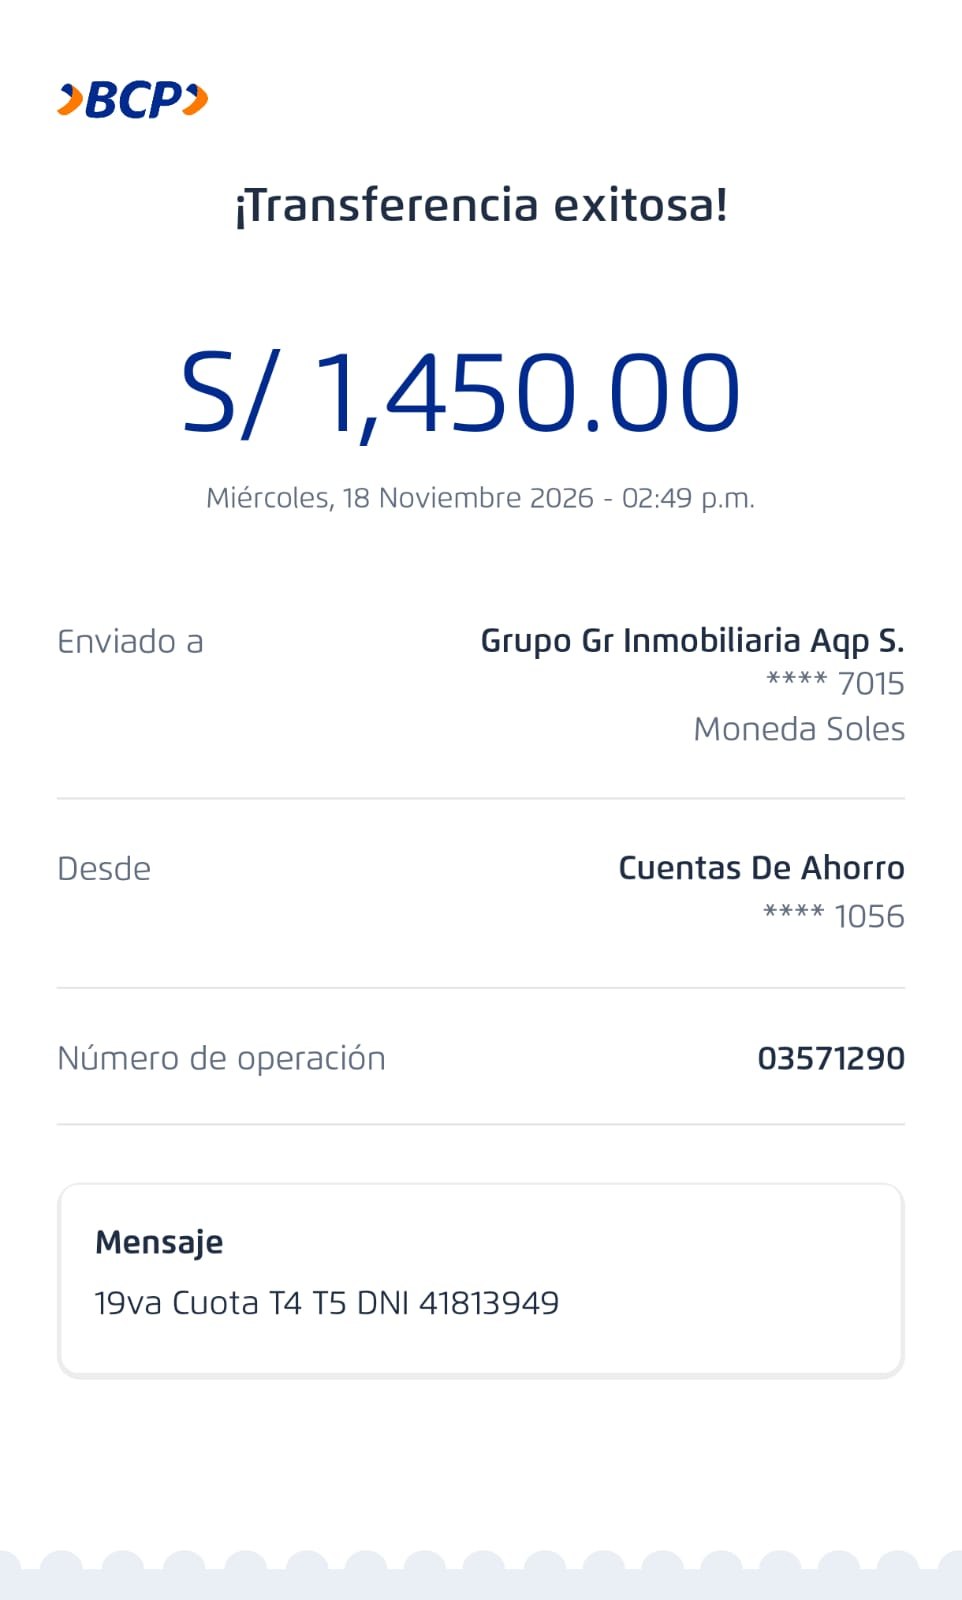 BCP
¡Transferencia exitosa!
S/ 1,450.00
Miércoles, 18 Noviembre 2026 - 02:49 p.m.
Enviado a
Grupo Gr Inmobiliaria Aqp S.
**** 7015
Moneda Soles
Desde
Cuentas De Ahorro
**** 1056
Número de operación
03571290
Mensaje
19va Cuota T4 T5 DNI 41813949